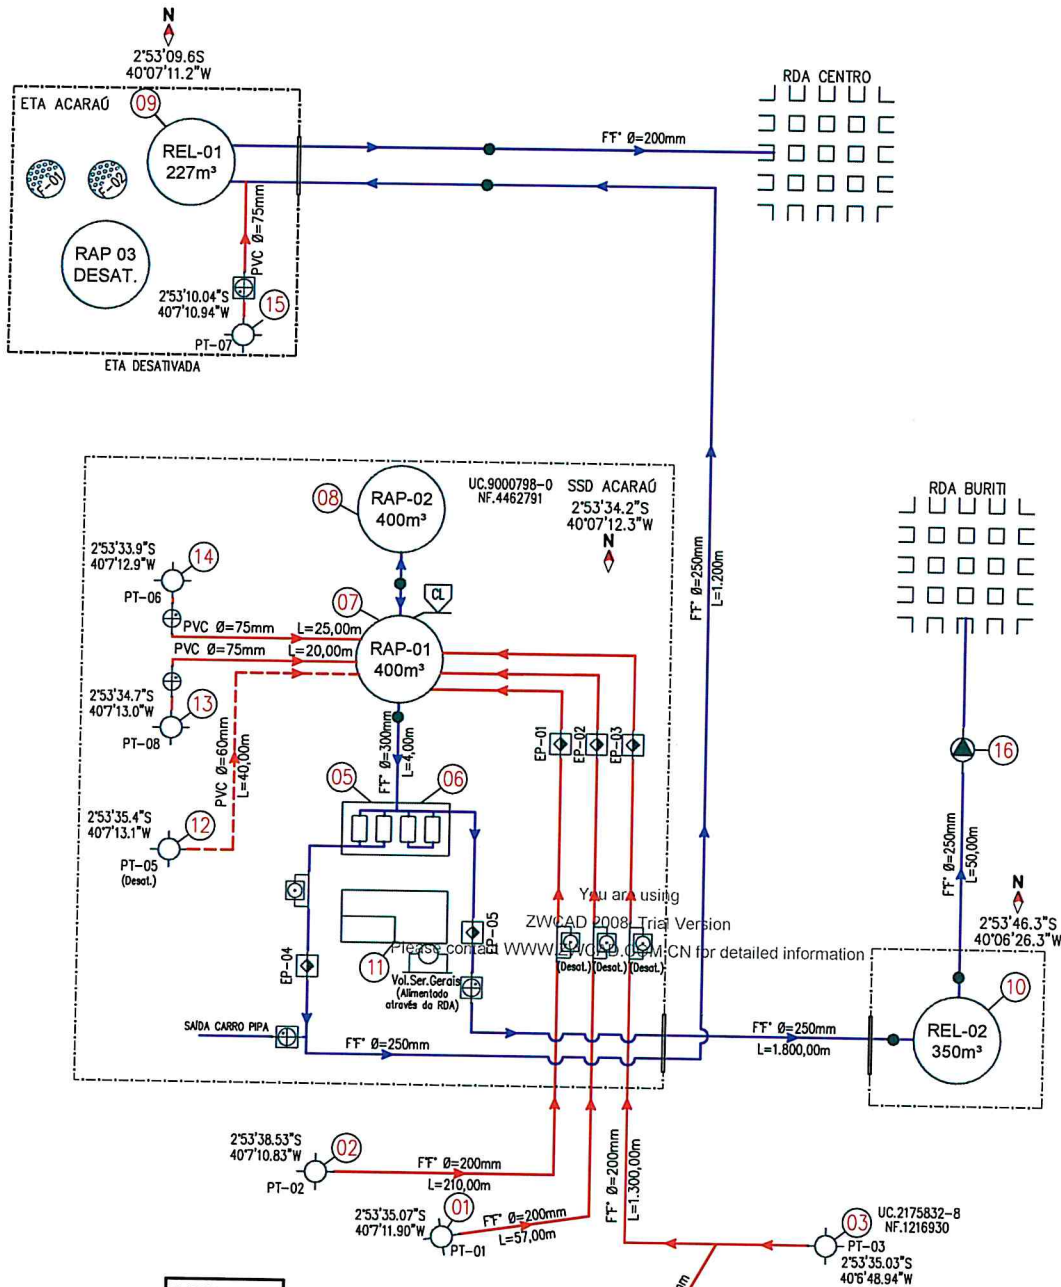 N
2°53'09.6S
40°07'11.2"W
ETA ACARAÚ
09
REL-01
227m³
F-01
F-02
RAP 03
DESAT.
PVC Ø=75mm
2°53'10.04"S
40°7'10.94"W
15
PT-07
ETA DESATIVADA
RDA CENTRO
FF° Ø=200mm
08
RAP-02
400m³
UC.9000798-0
NF.4462791
SSD ACARAÚ
2°53'34.2"S
40°07'12.3"W
N
RDA BURITI
2°53'33.9"S
40°7'12.9"W
14
PT-06
07
CL
PVC Ø=75mm
L=25,00m
PVC Ø=75mm
L=20,00m
RAP-01
400m³
2°53'34.7"S
40°7'13.0"W
13
PT-08
PVC Ø=60mm
L=40,00m
FF° Ø=300mm
L=4,00m
EP-01
EP-02
EP-03
FF° Ø=250mm
L=1.200m
16
05
06
2°53'35.4"S
40°7'13.1"W
12
PT-05
(Desat.)
FF° Ø=250mm
L=50,00m
N
2°53'46.3"S
40°06'26.3"W
You are using
ZWCAD 2008 Trial Version
Please contact WWW.ZWCAD.COM.CN for detailed information
(Desat.)
(Desat.)
(Desat.)
EP-04
EP-05
11
Vol.Ser.Gerais
(Alimentado
através da RDA)
SAÍDA CARRO PIPA
FF° Ø=250mm
FF° Ø=250mm
L=1.800,00m
10
REL-02
350m³
2°53'38.53"S
40°7'10.83"W
02
PT-02
FF° Ø=200mm
L=210,00m
2°53'35.07"S
40°7'11.90"W
01
PT-01
FF° Ø=200mm
L=57,00m
FF° Ø=200mm
L=1.300,00m
03
UC.2175832-8
NF.1216930
PT-03
2°53'35.03"S
40°6'48.94"W